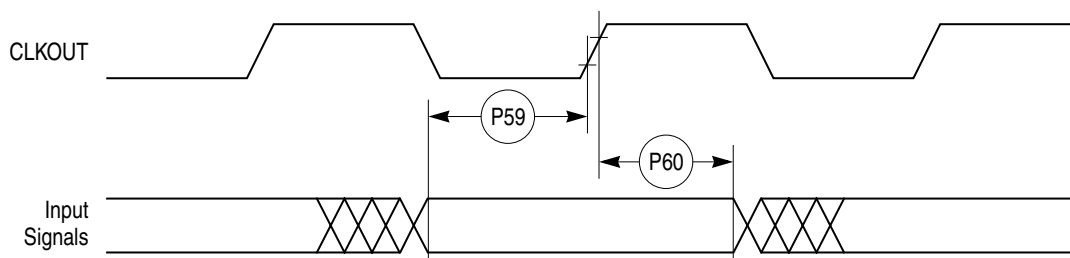 CLKOUT
P59
P60
Input
Signals